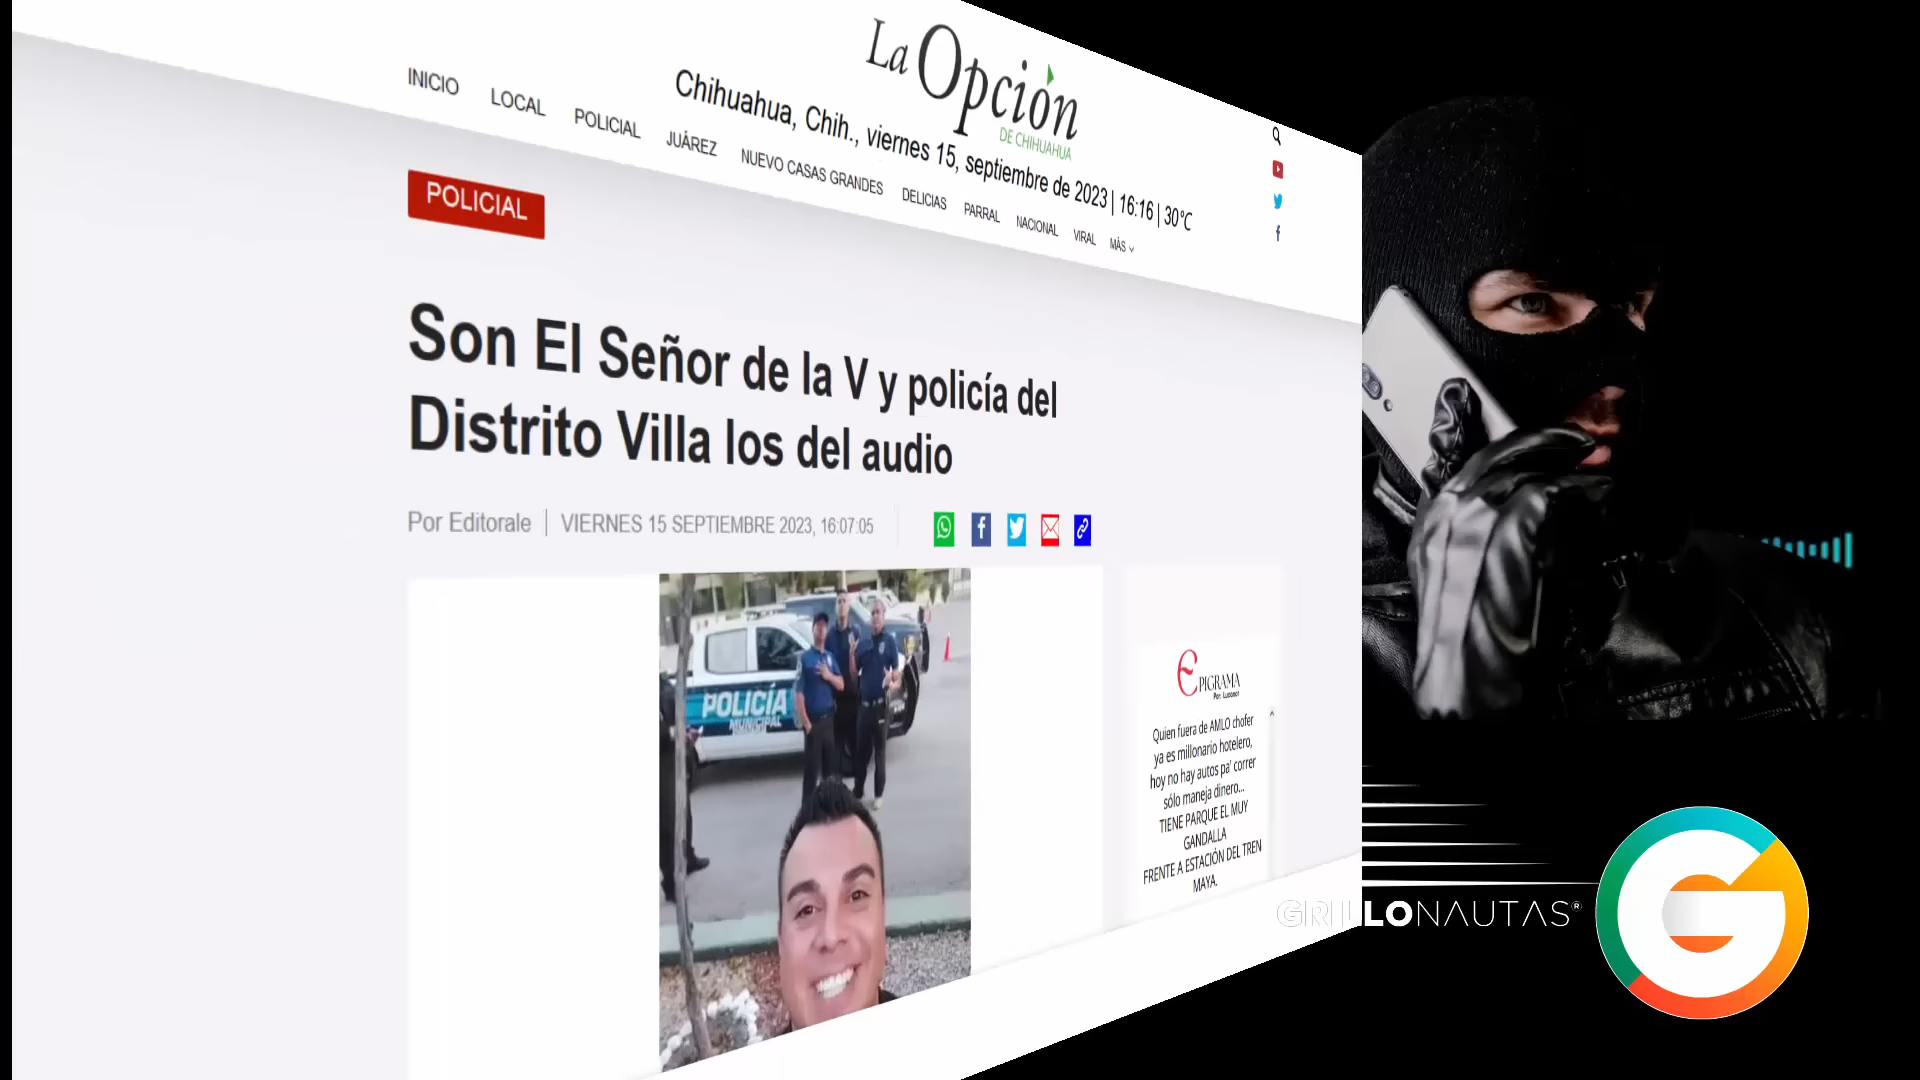 La Opción
DE CHIHUAHUA
Chihuahua, Chih., viernes 15, septiembre de 2023 | 16:16 | 30℃
INICIO LOCAL POLICIAL JUÁREZ NUEVO CASAS GRANDES DELICIAS PARRAL NACIONAL VIRAL MÁS
POLICIAL
Son El Señor de la V y policía del
Distrito Villa los del audio
Por Editorale | VIERNES 15 SEPTIEMBRE 2023, 16:07:05
POLICÍA
MUNICIPAL
EPIGRAMA
Por: Luconor
Quien fuera de AMLO chofer
ya es millonario hotelero,
hoy no hay autos pa' correr
sólo maneja dinero...
TIENE PARQUE EL MUY
GANDALLA
FRENTE A ESTACIÓN DEL TREN
MAYA.
GRILLONAUTAS®
G